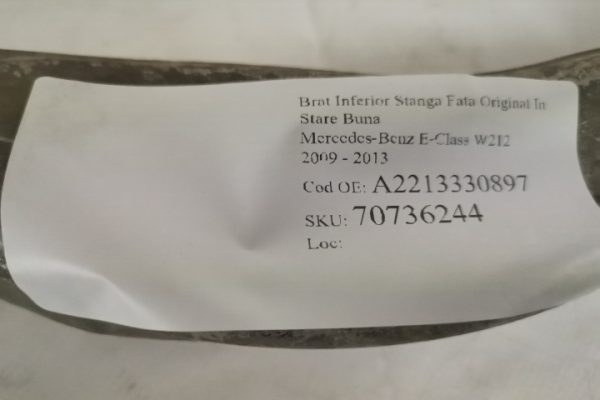 Brat Inferior Stanga Fata Original In
Stare Buna
Mercedes-Benz E-Class W212
2009 - 2013
Cod OE: A2213330897
SKU: 70736244
Loc: